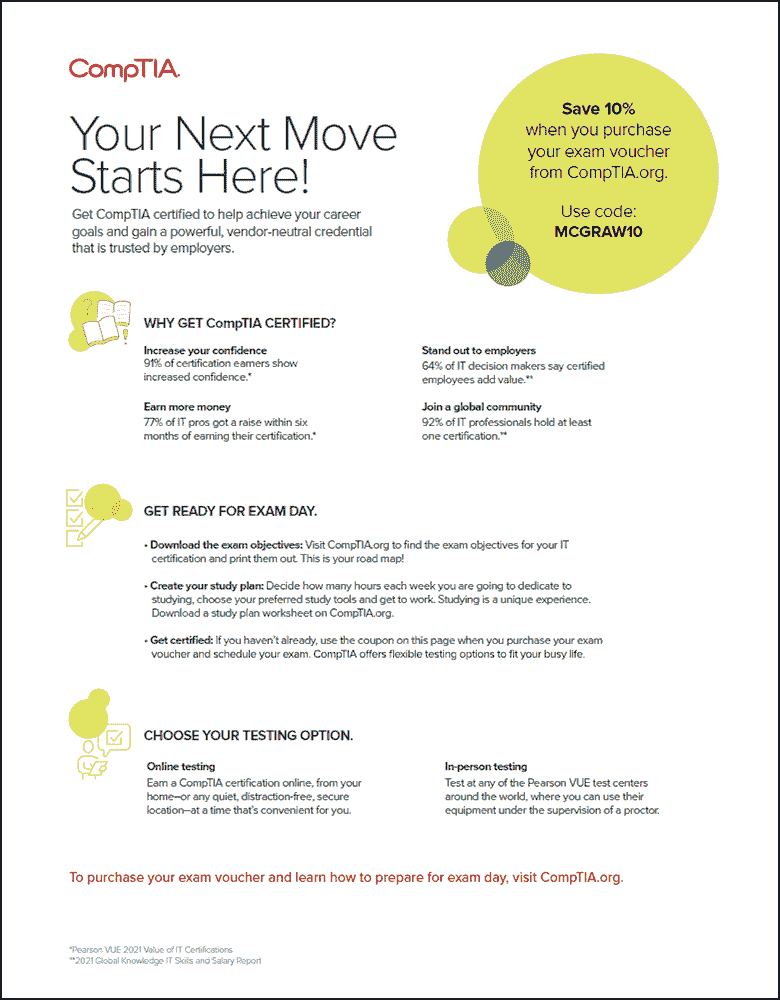 CompTIA.
Save 10%
when you purchase
your exam voucher
from CompTIA.org.
Use code:
MCGRAW10
Your Next Move
Starts Here!
Get CompTIA certified to help achieve your career
goals and gain a powerful, vendor-neutral credential
that is trusted by employers.
?
!
WHY GET CompTIA CERTIFIED?
Increase your confidence
91% of certification earners show
increased confidence.*
Stand out to employers
64% of IT decision makers say certified
employees add value.**
Earn more money
77% of IT pros got a raise within six
months of earning their certification.*
Join a global community
92% of IT professionals hold at least
one certification.**
GET READY FOR EXAM DAY.
• Download the exam objectives: Visit CompTIA.org to find the exam objectives for your IT
certification and print them out. This is your road map!
• Create your study plan: Decide how many hours each week you are going to dedicate to
studying, choose your preferred study tools and get to work. Studying is a unique experience.
Download a study plan worksheet on CompTIA.org.
• Get certified: If you haven't already, use the coupon on this page when you purchase your exam
voucher and schedule your exam. CompTIA offers flexible testing options to fit your busy life.
CHOOSE YOUR TESTING OPTION.
Online testing
Earn a CompTIA certification online, from your
home–or any quiet, distraction-free, secure
location–at a time that's convenient for you.
In-person testing
Test at any of the Pearson VUE test centers
around the world, where you can use their
equipment under the supervision of a proctor.
To purchase your exam voucher and learn how to prepare for exam day, visit CompTIA.org.
*Pearson VUE 2021 Value of IT Certifications
**2021 Global Knowledge IT Skills and Salary Report